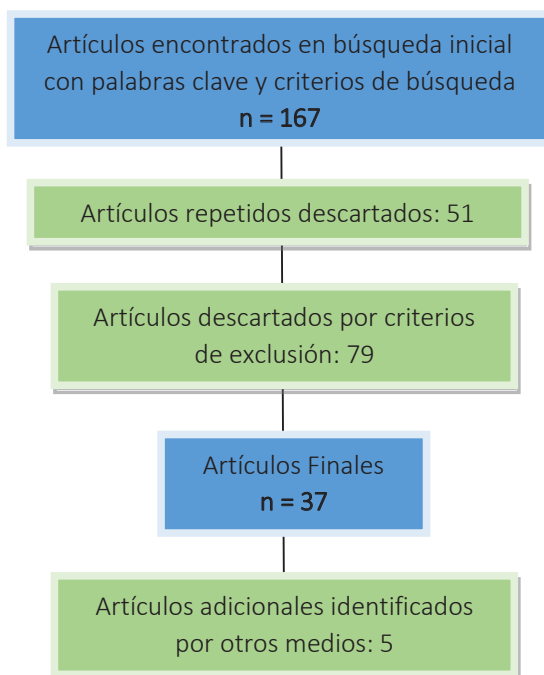 Artículos encontrados en búsqueda inicial
con palabras clave y criterios de búsqueda
n = 167
Artículos repetidos descartados: 51
Artículos descartados por criterios
de exclusión: 79
Artículos Finales
n = 37
Artículos adicionales identificados
por otros medios: 5